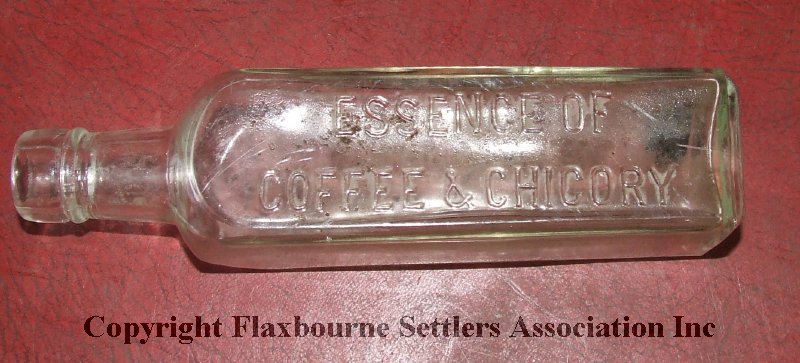 ESSENCE OF
COFFEE & CHICORY
Copyright Flaxbourne Settlers Association Inc